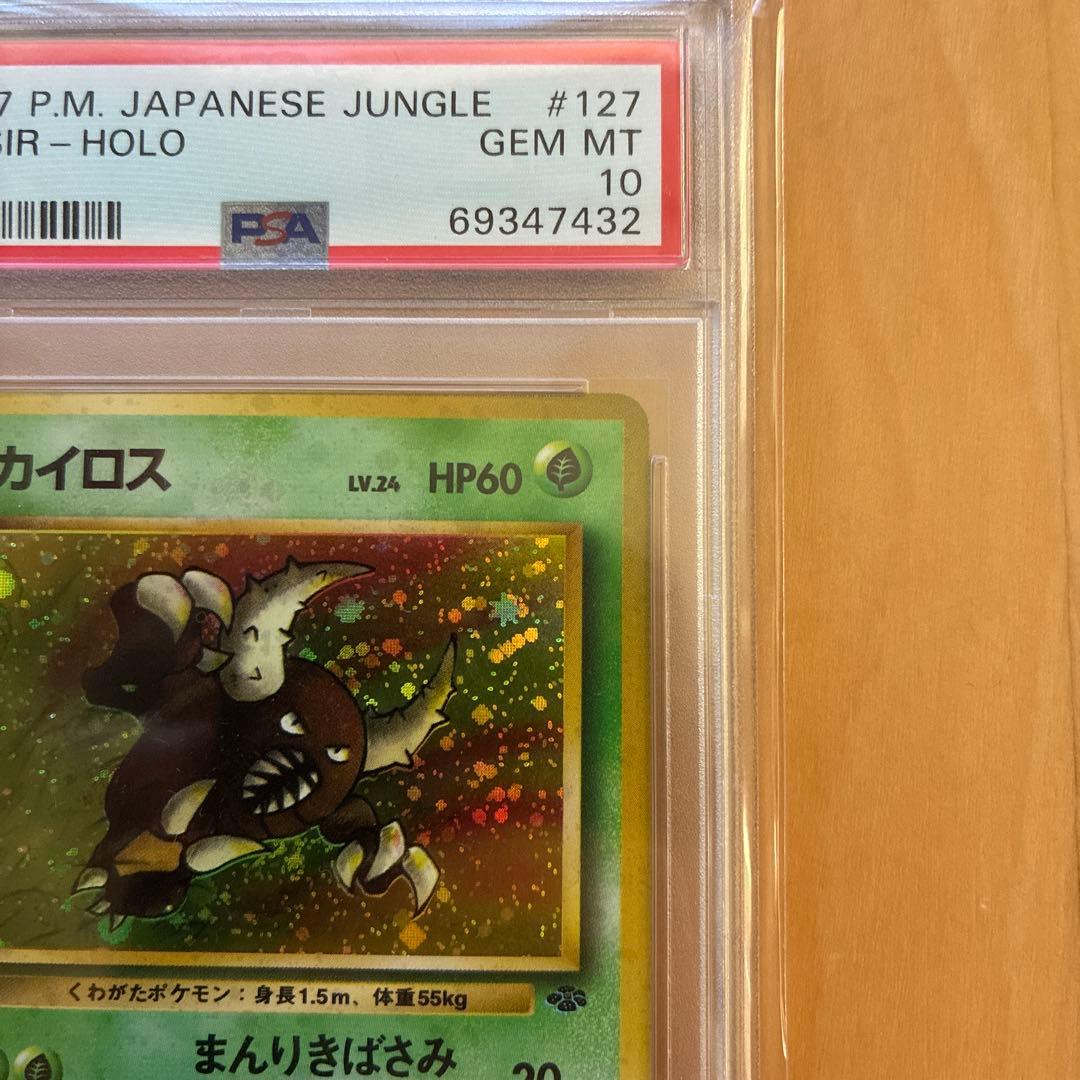 7 P.M. JAPANESE JUNGLE #127
SIR - HOLO GEM MT
10
PSA 69347432
カイロス LV.24 HP60
くわがたポケモン：身長1.5m、体重55kg
まんりきばさみ 20